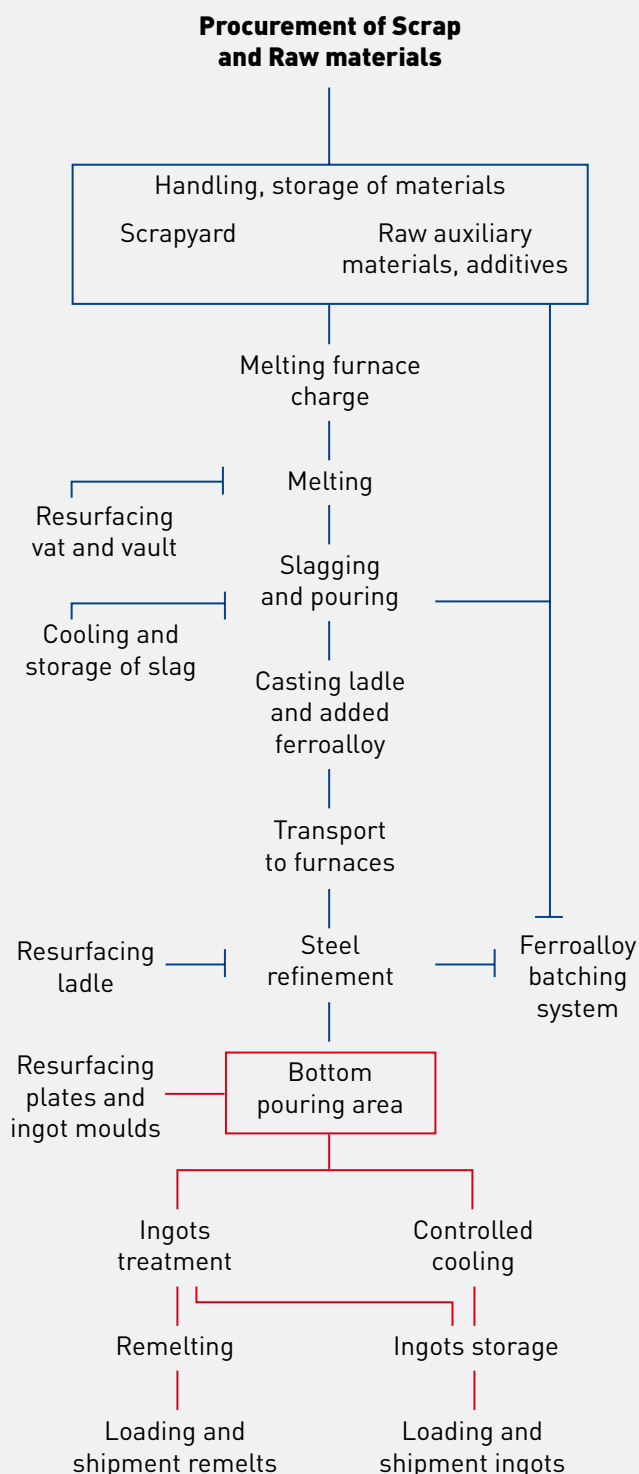 Procurement of Scrap
and Raw materials
Handling, storage of materials
Scrapyard
Raw auxiliary
materials, additives
Melting furnace
charge
Melting
Resurfacing
vat and vault
Slagging
and pouring
Cooling and
storage of slag
Casting ladle
and added
ferroalloy
Transport
to furnaces
Resurfacing
ladle
Steel
refinement
Ferroalloy
batching
system
Resurfacing
plates and
ingot moulds
Bottom
pouring area
Ingots
treatment
Controlled
cooling
Remelting
Ingots storage
Loading and
shipment remelts
Loading and
shipment ingots